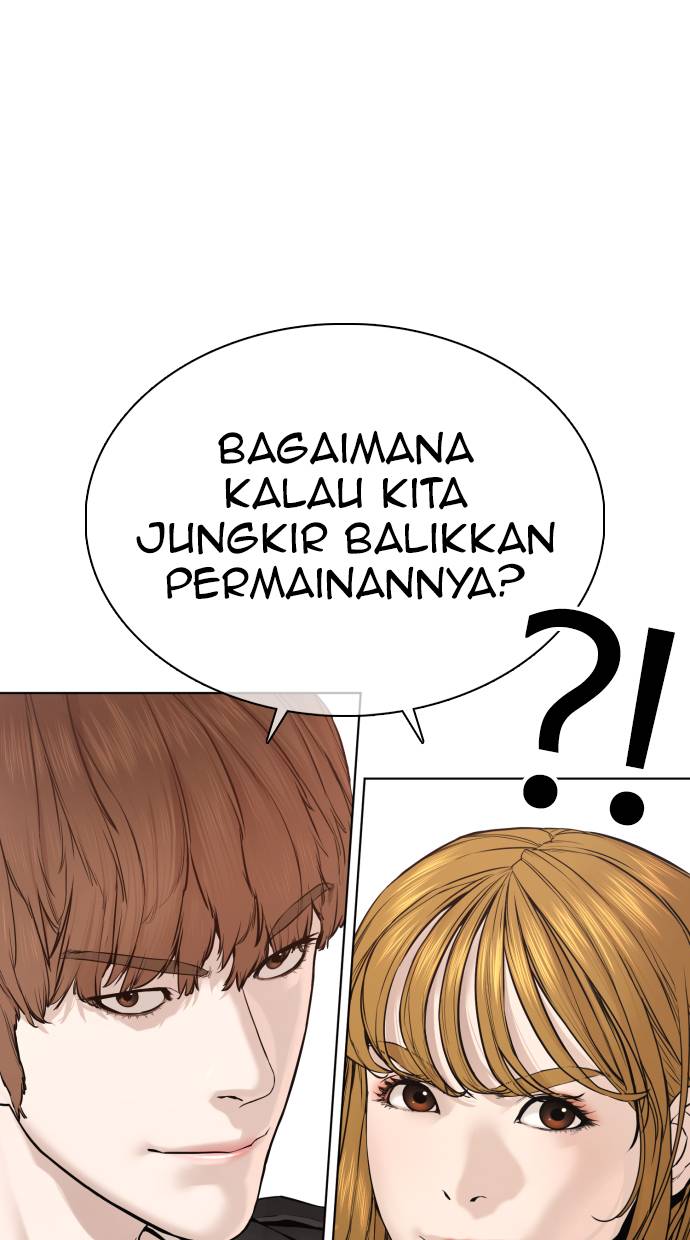 BAGAIMANA
KALAU KITA
JUNGKIR BALIKKAN
PERMAINANNYA?
?!